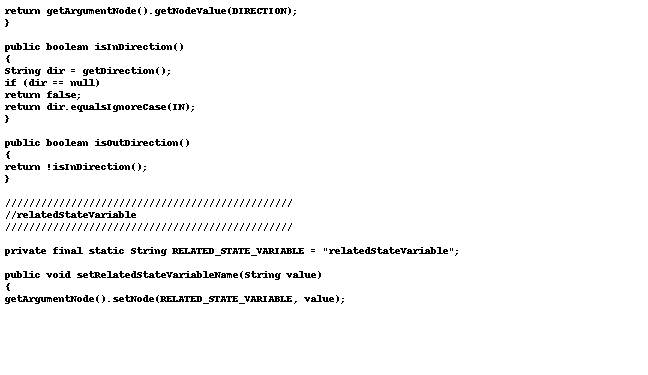 return getArgumentNode().getNodeValue(DIRECTION);
}
public boolean isInDirection()
{
String dir = getDirection();
if (dir == null)
return false;
return dir.equalsIgnoreCase(IN);
}
public boolean isOutDirection()
{
return !isInDirection();
}
////////////////////////////////////////////////
//relatedStateVariable
////////////////////////////////////////////////
private final static String RELATED_STATE_VARIABLE = "relatedStateVariable";
public void setRelatedStateVariableName(String value)
{
getArgumentNode().setNode(RELATED_STATE_VARIABLE, value);